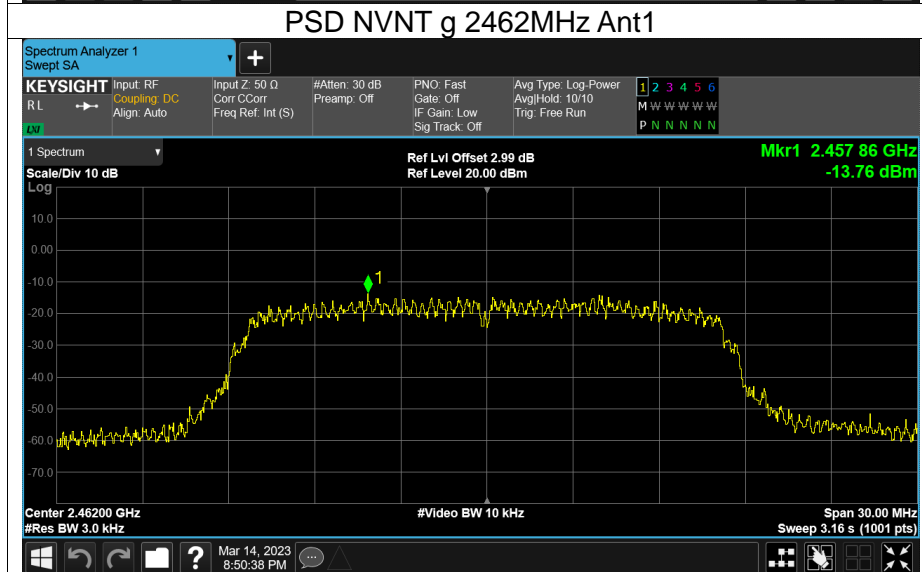 PSD NVNT g 2462MHz Ant1
Spectrum Analyzer 1
Swept SA
+
KEYSIGHT
R L
LXI
Input: RF
Coupling: DC
Align: Auto
Input Z: 50 Ω
Corr CCorr
Freq Ref: Int (S)
#Atten: 30 dB
Preamp: Off
PNO: Fast
Gate: Off
IF Gain: Low
Sig Track: Off
Avg Type: Log-Power
Avg|Hold: 10/10
Trig: Free Run
1 2 3 4 5 6
M W W W W W
P N N N N N
1 Spectrum
Scale/Div 10 dB
Ref Lvl Offset 2.99 dB
Ref Level 20.00 dBm
Mkr1 2.457 86 GHz
-13.76 dBm
Log
10.0
0.00
-10.0
-20.0
-30.0
-40.0
-50.0
-60.0
-70.0
1
Center 2.46200 GHz
#Res BW 3.0 kHz
#Video BW 10 kHz
Span 30.00 MHz
Sweep 3.16 s (1001 pts)
?
Mar 14, 2023
8:50:38 PM